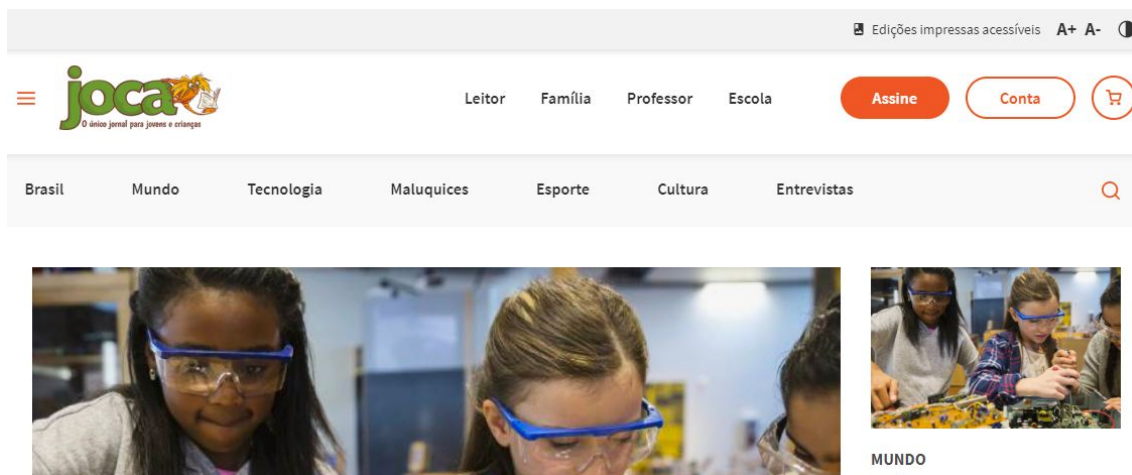 Edições impressas acessíveis A+ A-
joca
O único jornal para jovens e crianças
Leitor Família Professor Escola Assine Conta
Brasil Mundo Tecnologia Maluquices Esporte Cultura Entrevistas
MUNDO